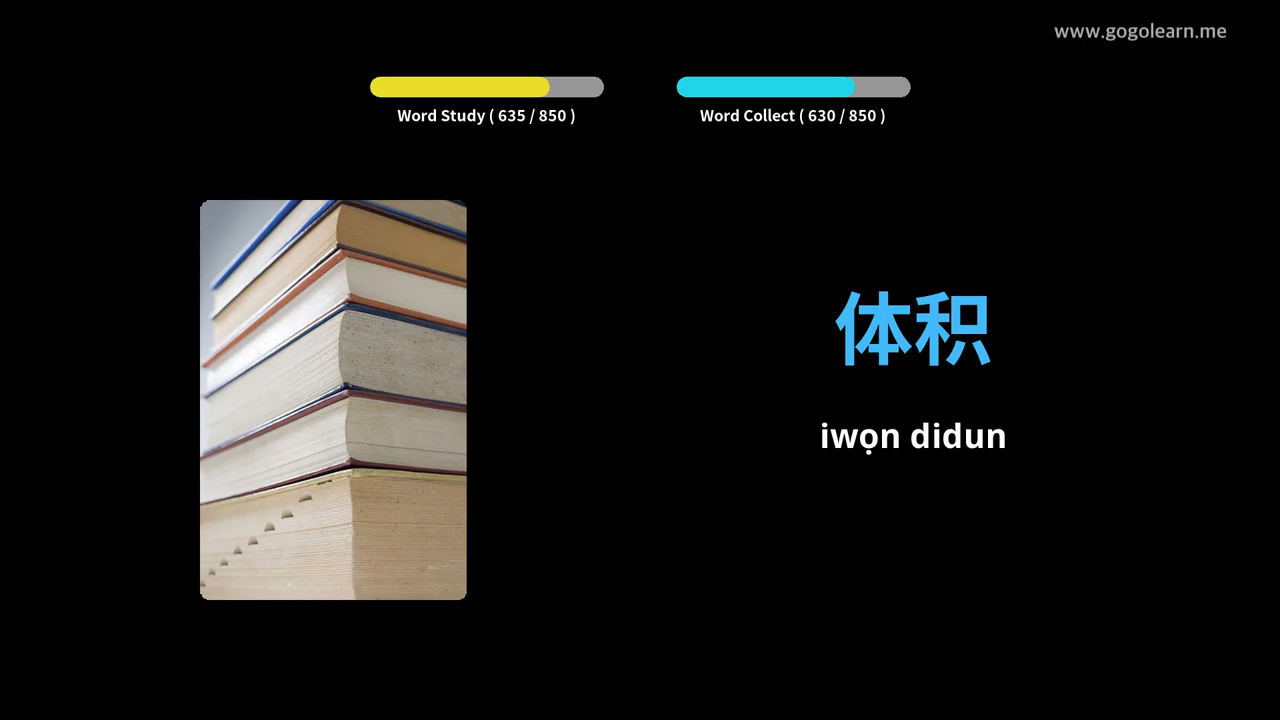 www.gogolearn.me
Word Study ( 635 / 850 )
Word Collect ( 630 / 850 )
体积
iwọn didun